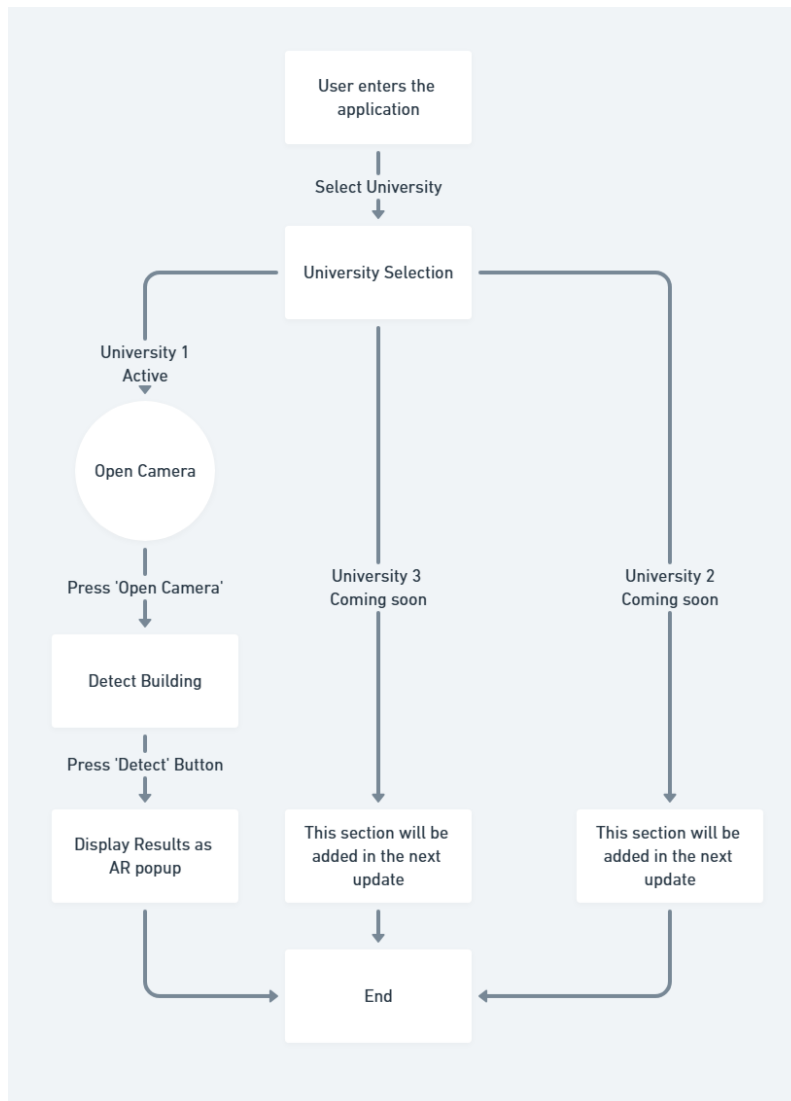 User enters the
application
Select University
University Selection
University 1
Active
Open Camera
Press 'Open Camera'
University 3
Coming soon
University 2
Coming soon
Detect Building
Press 'Detect' Button
Display Results as
AR popup
This section will be
added in the next
update
This section will be
added in the next
update
End